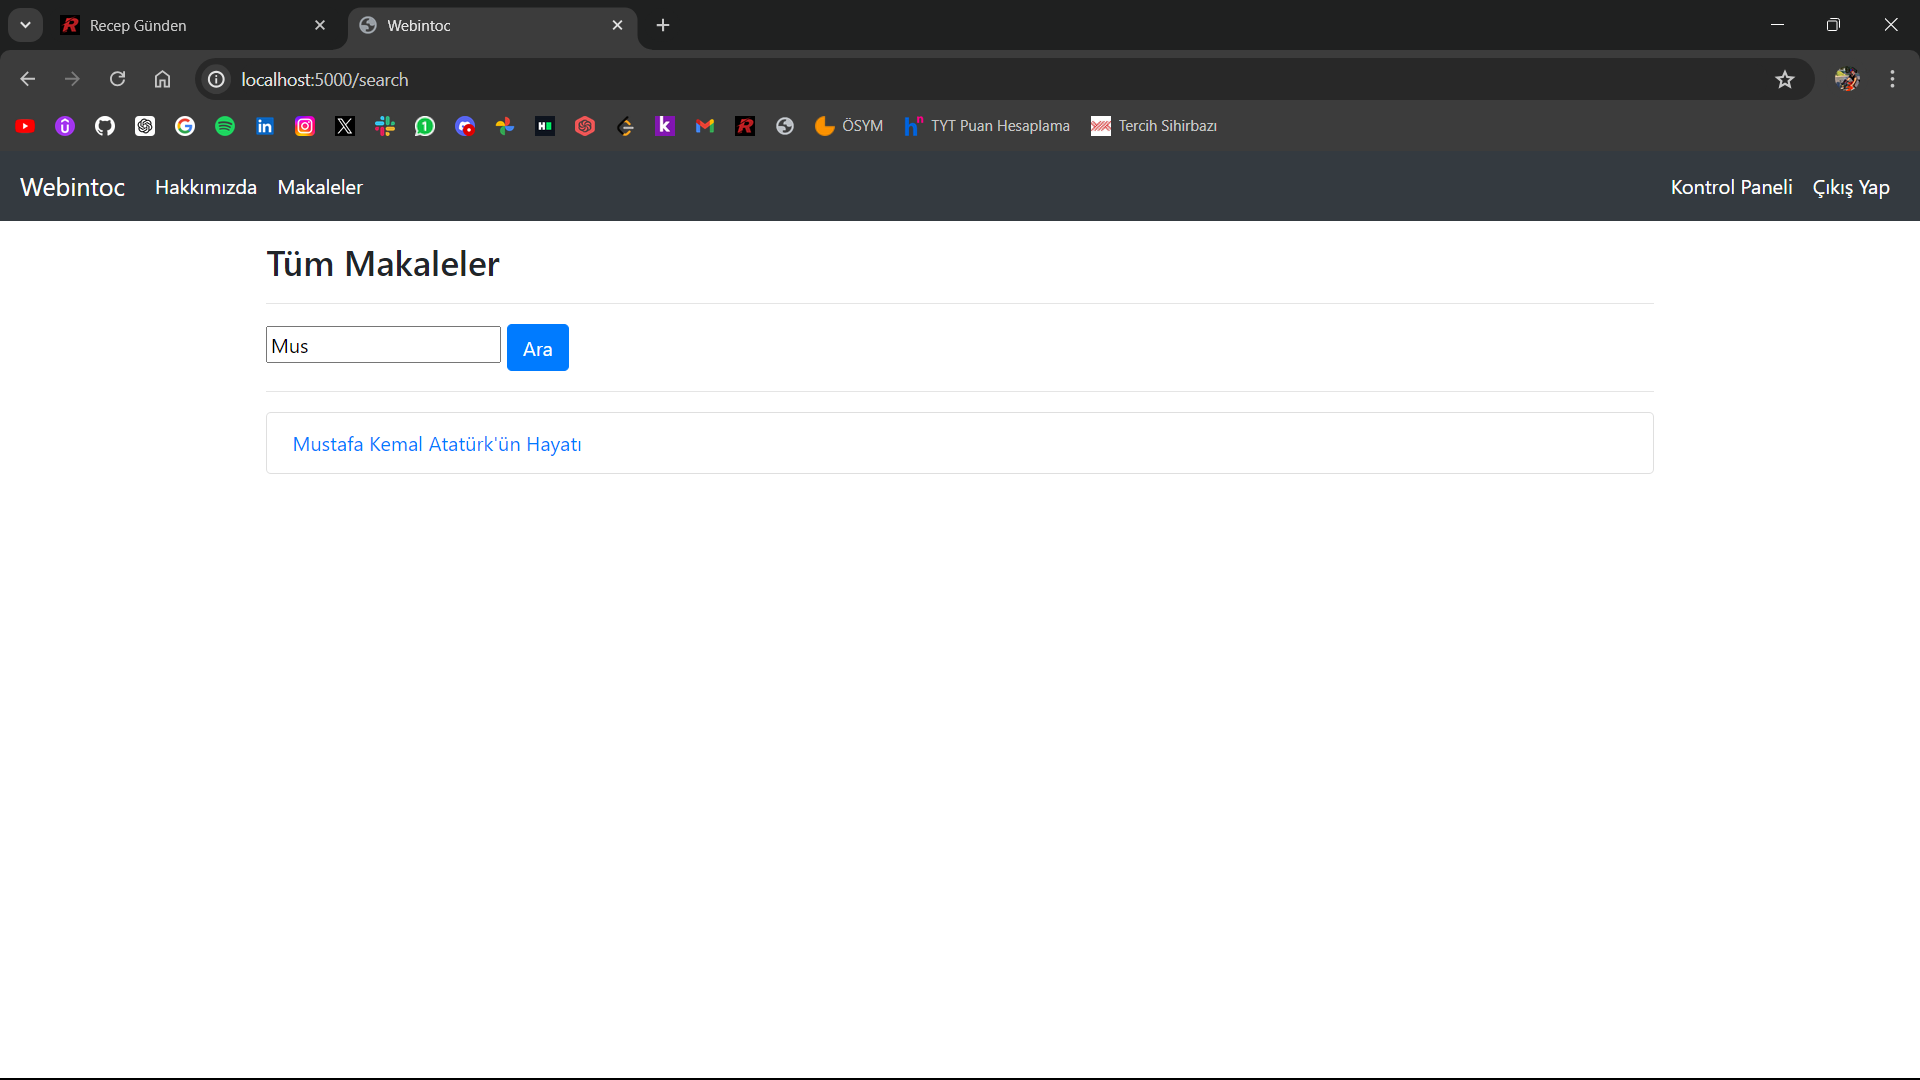 Recep Günden
Webintoc
localhost:5000/search
ÖSYM
TYT Puan Hesaplama
Tercih Sihirbazı
Webintoc Hakkımızda Makaleler Kontrol Paneli Çıkış Yap
Tüm Makaleler
Mus Ara
Mustafa Kemal Atatürk'ün Hayatı